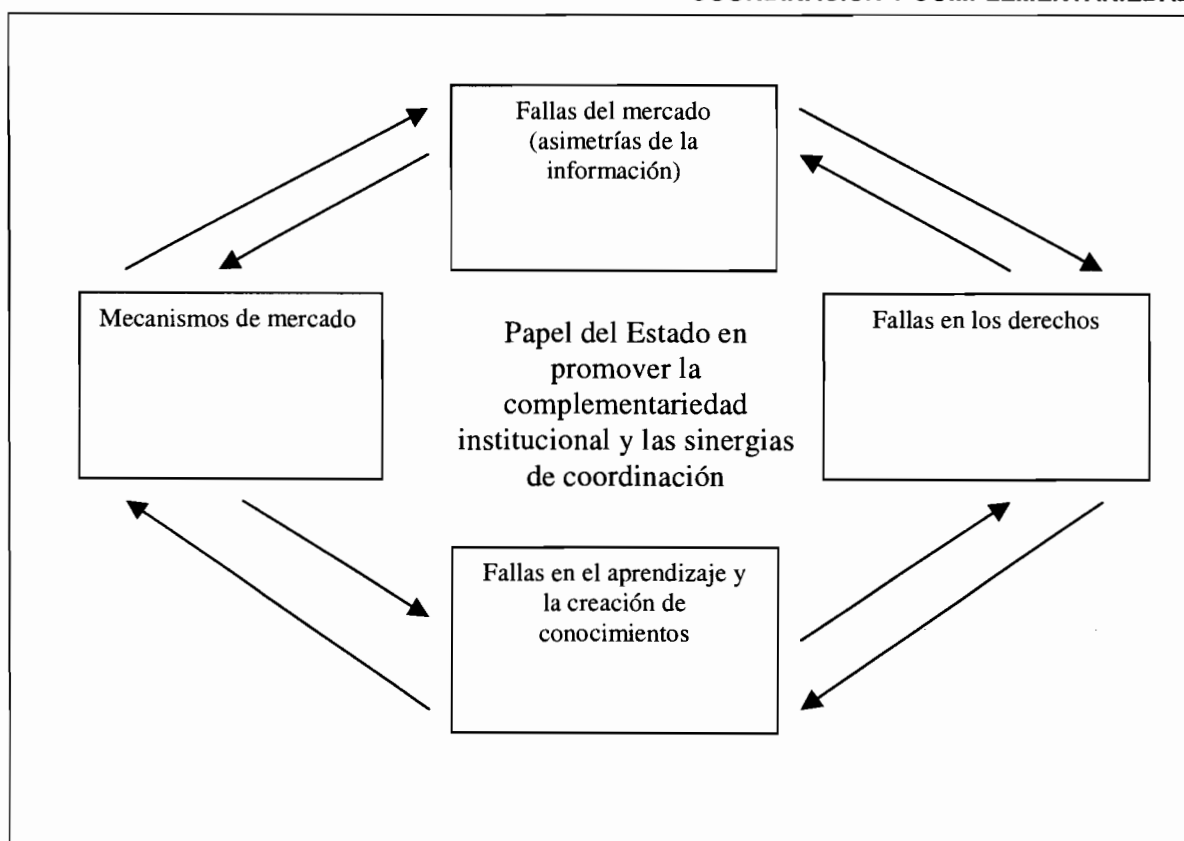 Fallas del mercado
(asimetrías de la
información)
Mecanismos de mercado
Papel del Estado en
promover la
complementariedad
institucional y las sinergias
de coordinación
Fallas en los derechos
Fallas en el aprendizaje y
la creación de
conocimientos